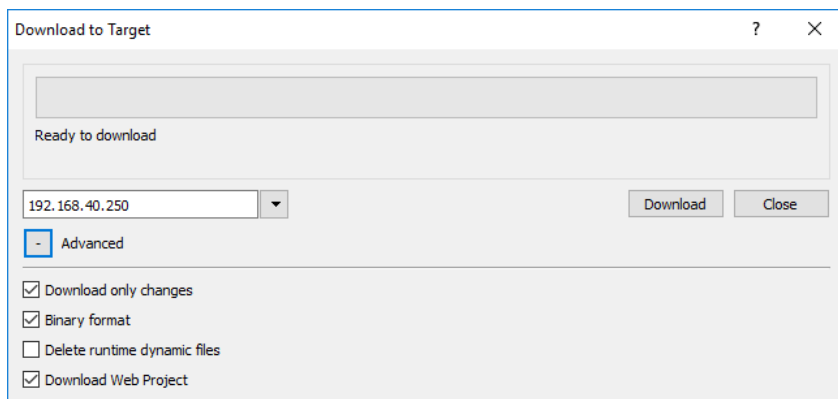 Download to Target
?
Ready to download
192.168.40.250
Download
Close
- Advanced
Download only changes
Binary format
Delete runtime dynamic files
Download Web Project